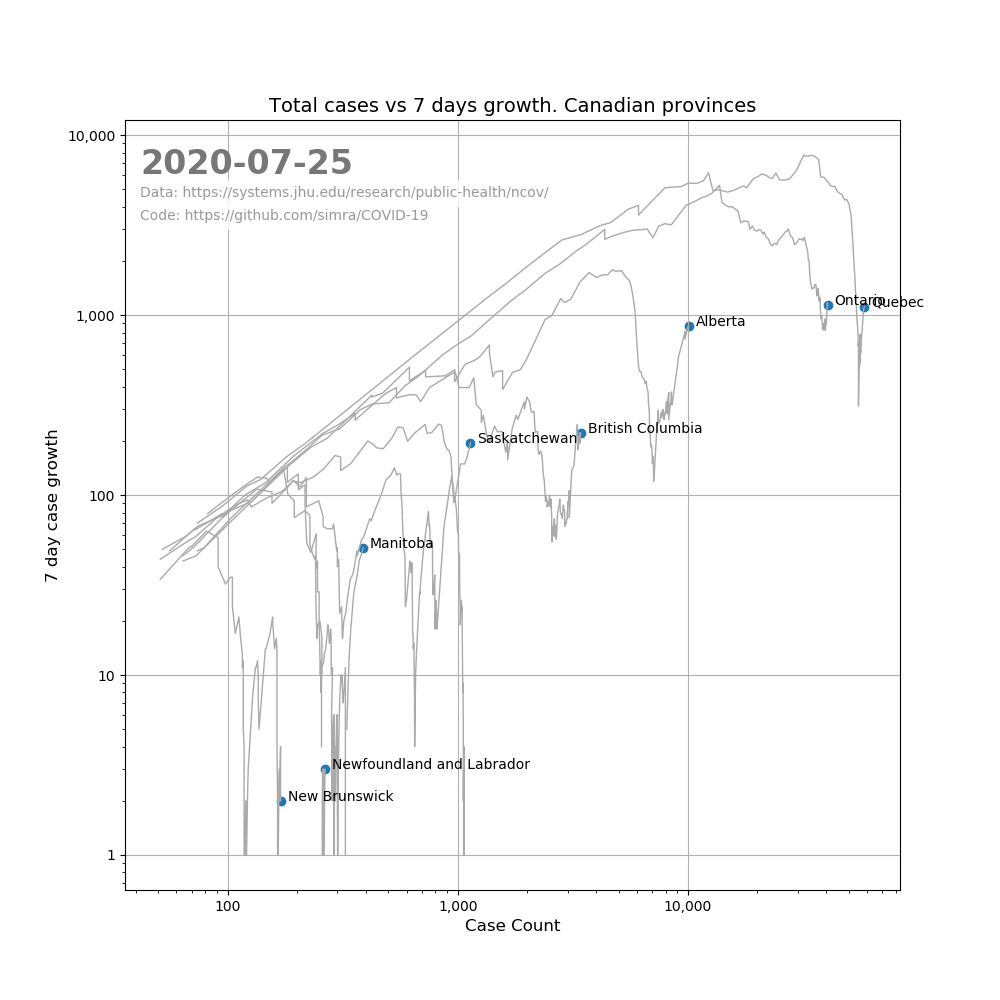 Total cases vs 7 days growth. Canadian provinces
10,000
2020-07-25
Data: https://systems.jhu.edu/research/public-health/ncov/
Code: https://github.com/simra/COVID-19
1,000
Ontario
Quebec
Alberta
British Columbia
Saskatchewan
7 day case growth
100
Manitoba
10
Newfoundland and Labrador
New Brunswick
1
100
1,000
10,000
Case Count